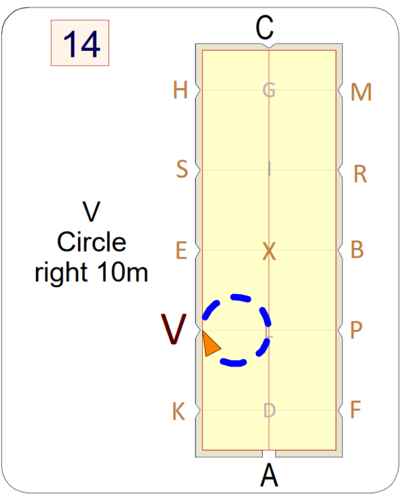 14
C
H G M
S I R
V
Circle
right 10m
E X B
V L P
K D F
A